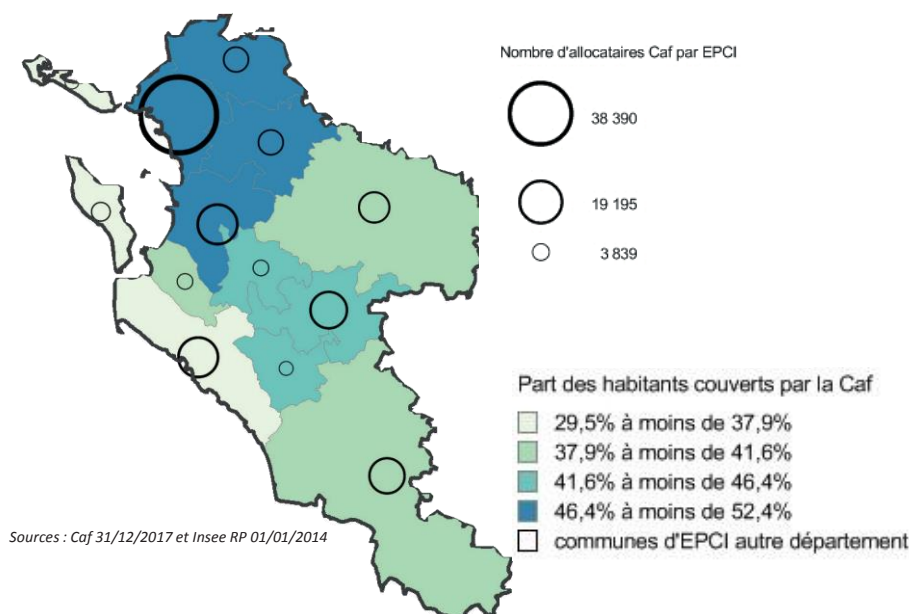 Nombre d'allocataires Caf par EPCI
38 390
19 195
3 839
Part des habitants couverts par la Caf
29,5% à moins de 37,9%
37,9% à moins de 41,6%
41,6% à moins de 46,4%
46,4% à moins de 52,4%
communes d'EPCI autre département
Sources : Caf 31/12/2017 et Insee RP 01/01/2014